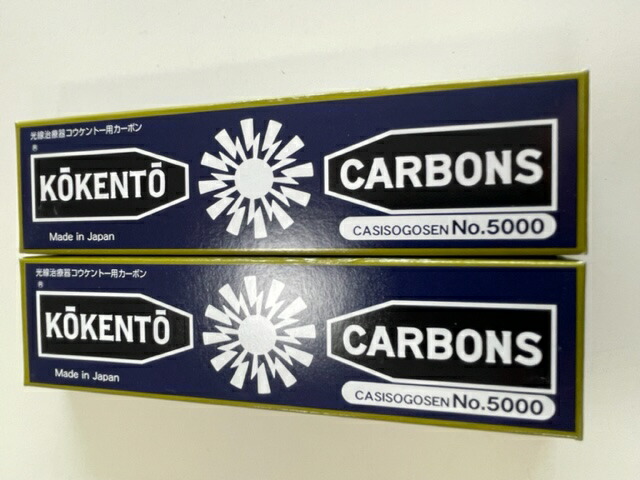 光線治療器コウケントー用カーボン
®
KŌKENTŌ
CARBONS
Made in Japan
CASISOGOSEN No.5000
光線治療器コウケントー用カーボン
®
KŌKENTŌ
CARBONS
Made in Japan
CASISOGOSEN No.5000